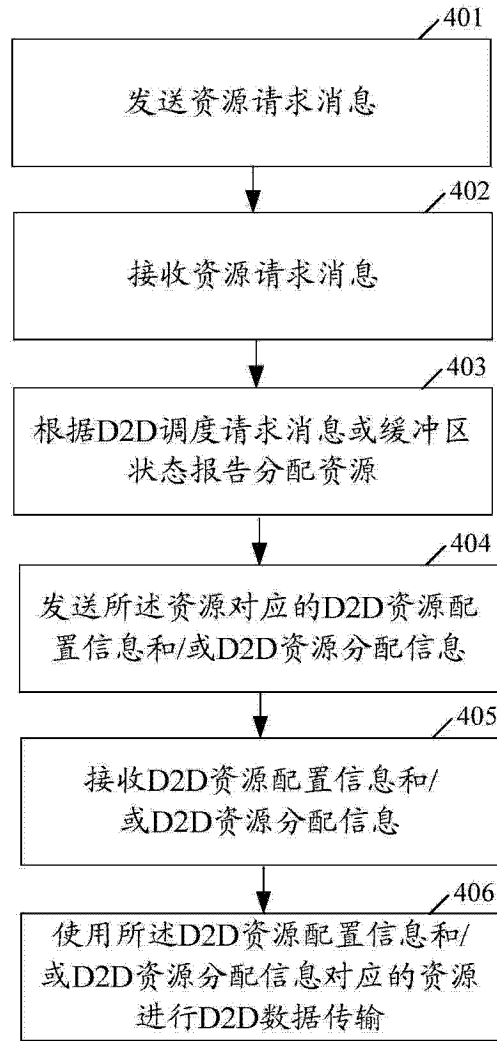 401
发送资源请求消息
402
接收资源请求消息
403
根据D2D调度请求消息或缓冲区
状态报告分配资源
404
发送所述资源对应的D2D资源配
置信息和/或D2D资源分配信息
405
接收D2D资源配置信息和/
或D2D资源分配信息
406
使用所述D2D资源配置信息和/
或D2D资源分配信息对应的资源
进行D2D数据传输